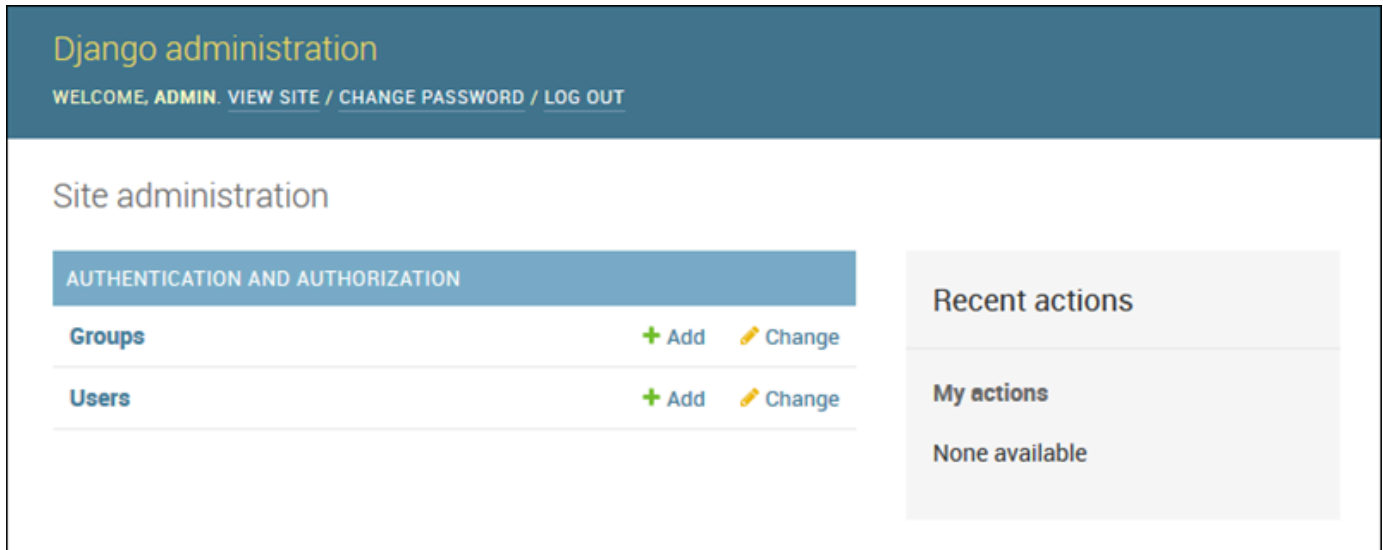 Django administration
WELCOME, ADMIN. VIEW SITE / CHANGE PASSWORD / LOG OUT
Site administration
AUTHENTICATION AND AUTHORIZATION
Groups Add Change
Users Add Change
Recent actions
My actions
None available